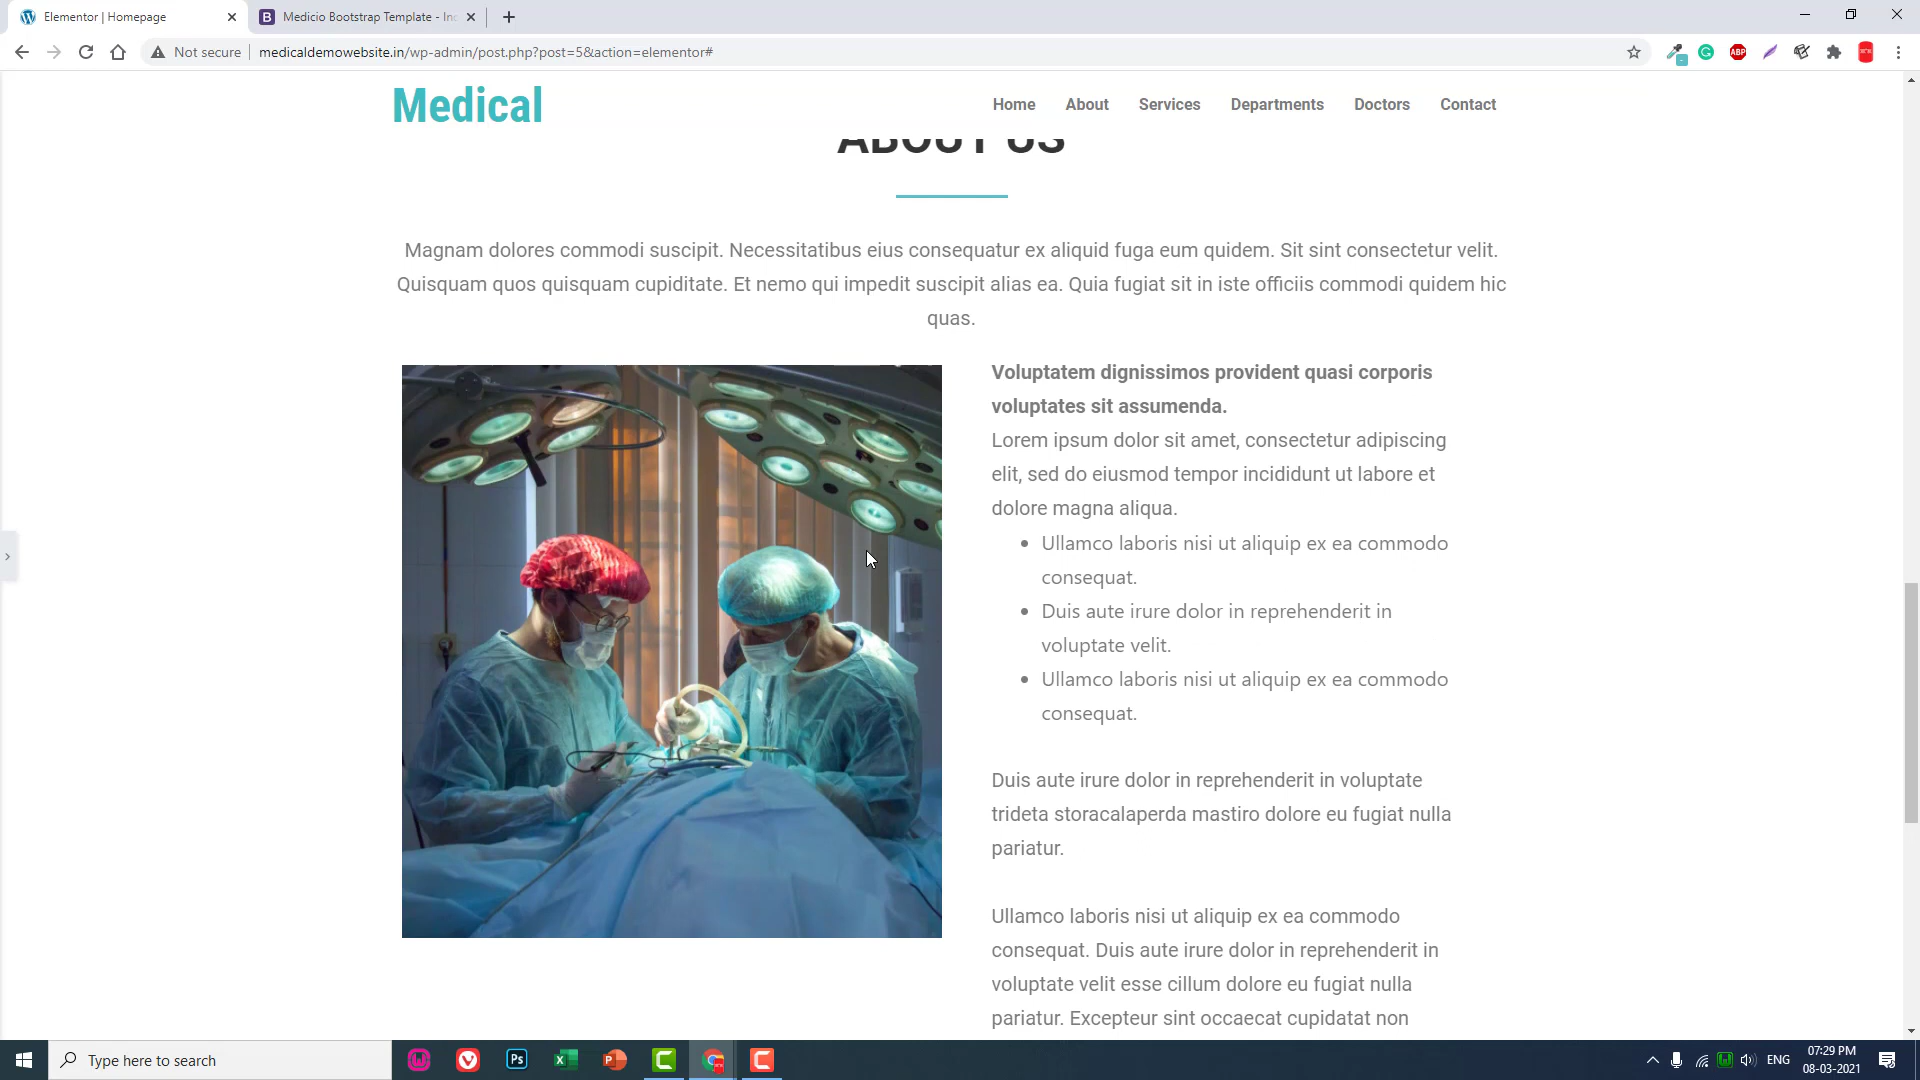 Elementor | Homepage
Medicio Bootstrap Template - In
Not secure
medicaldemowebsite.in/wp-admin/post.php?post=5&action=elementor#
ABP
Medical
Home About Services Departments Doctors Contact
ABOUT US
Magnam dolores commodi suscipit. Necessitatibus eius consequatur ex aliquid fuga eum quidem. Sit sint consectetur velit.
Quisquam quos quisquam cupiditate. Et nemo qui impedit suscipit alias ea. Quia fugiat sit in iste officiis commodi quidem hic
quas.
Voluptatem dignissimos provident quasi corporis
voluptates sit assumenda.
Lorem ipsum dolor sit amet, consectetur adipiscing
elit, sed do eiusmod tempor incididunt ut labore et
dolore magna aliqua.
• Ullamco laboris nisi ut aliquip ex ea commodo
consequat.
• Duis aute irure dolor in reprehenderit in
voluptate velit.
• Ullamco laboris nisi ut aliquip ex ea commodo
consequat.
Duis aute irure dolor in reprehenderit in voluptate
trideta storacalaperda mastiro dolore eu fugiat nulla
pariatur.
Ullamco laboris nisi ut aliquip ex ea commodo
consequat. Duis aute irure dolor in reprehenderit in
voluptate velit esse cillum dolore eu fugiat nulla
pariatur. Excepteur sint occaecat cupidatat non
Type here to search
Ps
ENG
07:29 PM
08-03-2021